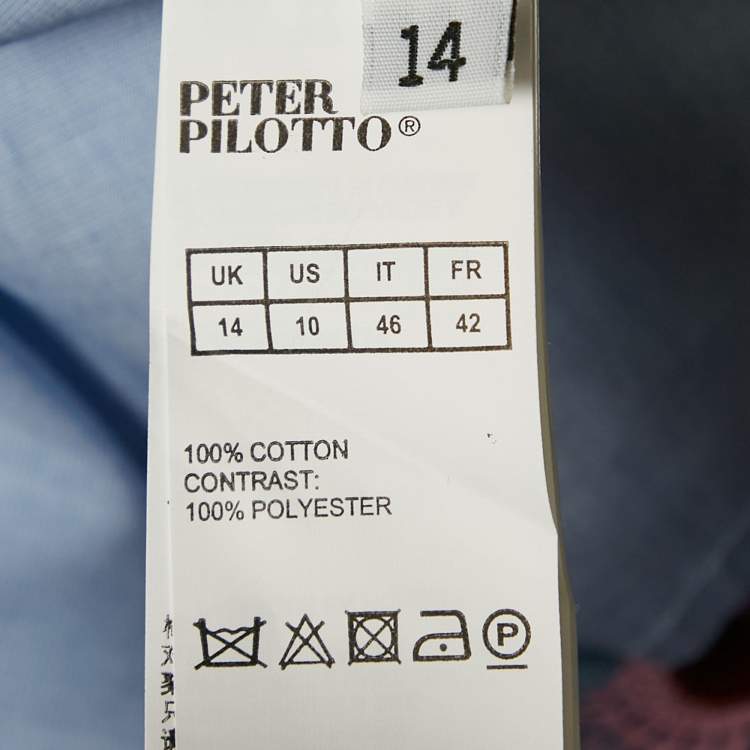 14
PETER
PILOTTO®
UK US IT FR
14 10 46 42
100% COTTON
CONTRAST:
100% POLYESTER
P